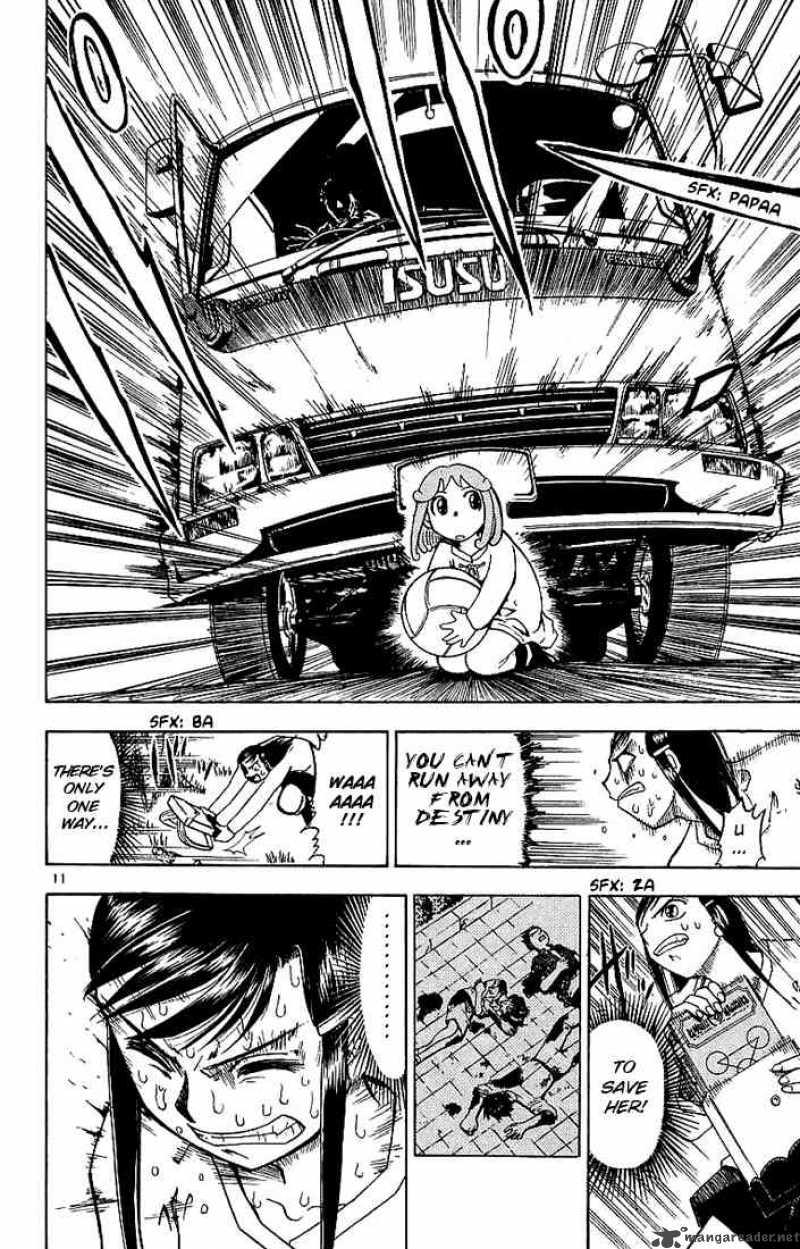 SFX: PAPAA
ISUSU
YOU CAN'T
RUN AWAY
FROM
DESTINY
...
U
...
SFX: BA
WAAA
AAAA
!!!
THERE'S
ONLY
ONE
WAY...
11
SFX: ZA
TO
SAVE
HER!
.........
mangareader.net